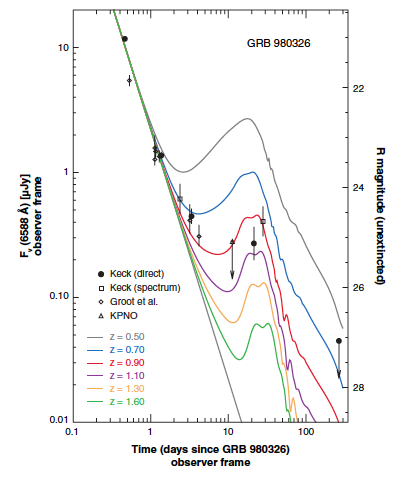 GRB 980326
10
1
0.10
0.01
F_ν(6588 Å) [μJy]
observer frame
22
24
26
28
R magnitude (unextincted)
Keck (direct)
Keck (spectrum)
Groot et al.
KPNO
z = 0.50
z = 0.70
z = 0.90
z = 1.10
z = 1.30
z = 1.60
0.1
1
10
100
Time (days since GRB 980326)
observer frame